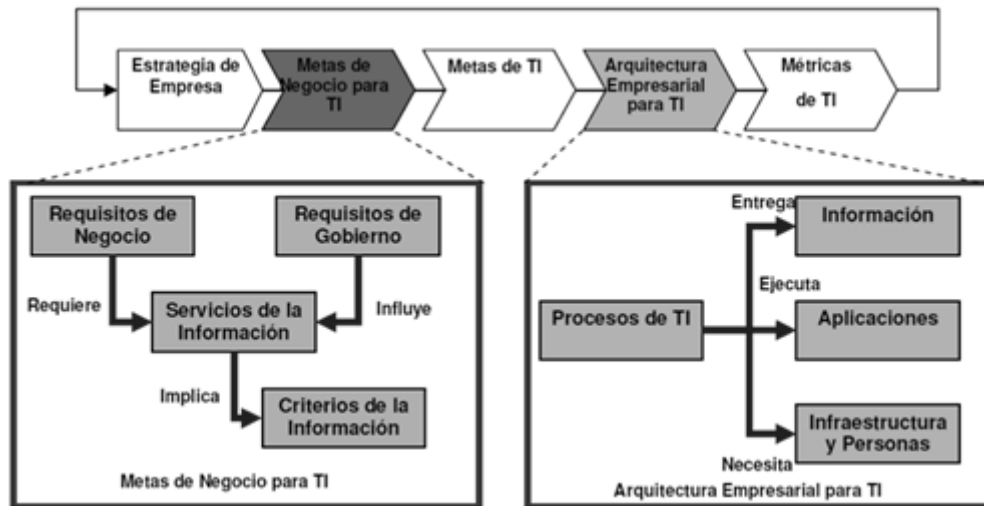 Estrategia de
Empresa
Metas de
Negocio para
TI
Metas de TI
Arquitectura
Empresarial
para TI
Métricas
de TI
Requisitos de
Negocio
Requisitos de
Gobierno
Requiere
Servicios de la
Información
Influye
Implica
Criterios de la
Información
Metas de Negocio para TI
Entrega
Información
Ejecuta
Procesos de TI
Aplicaciones
Infraestructura
y Personas
Necesita
Arquitectura Empresarial para TI